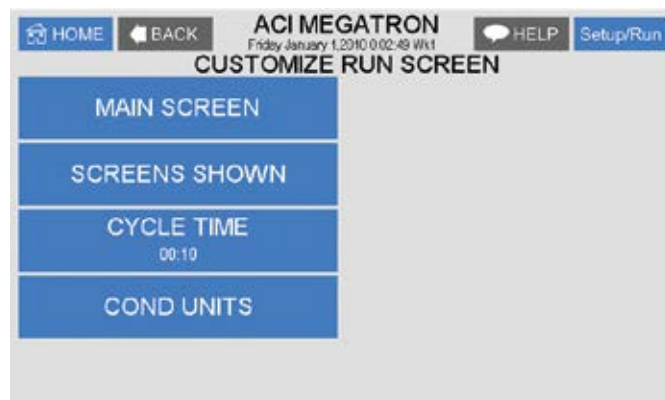 HOME
BACK
ACI MEGATRON
Friday January 1,2010 0:02:49 Wk1
HELP
Setup/Run
CUSTOMIZE RUN SCREEN
MAIN SCREEN
SCREENS SHOWN
CYCLE TIME
00:10
COND UNITS